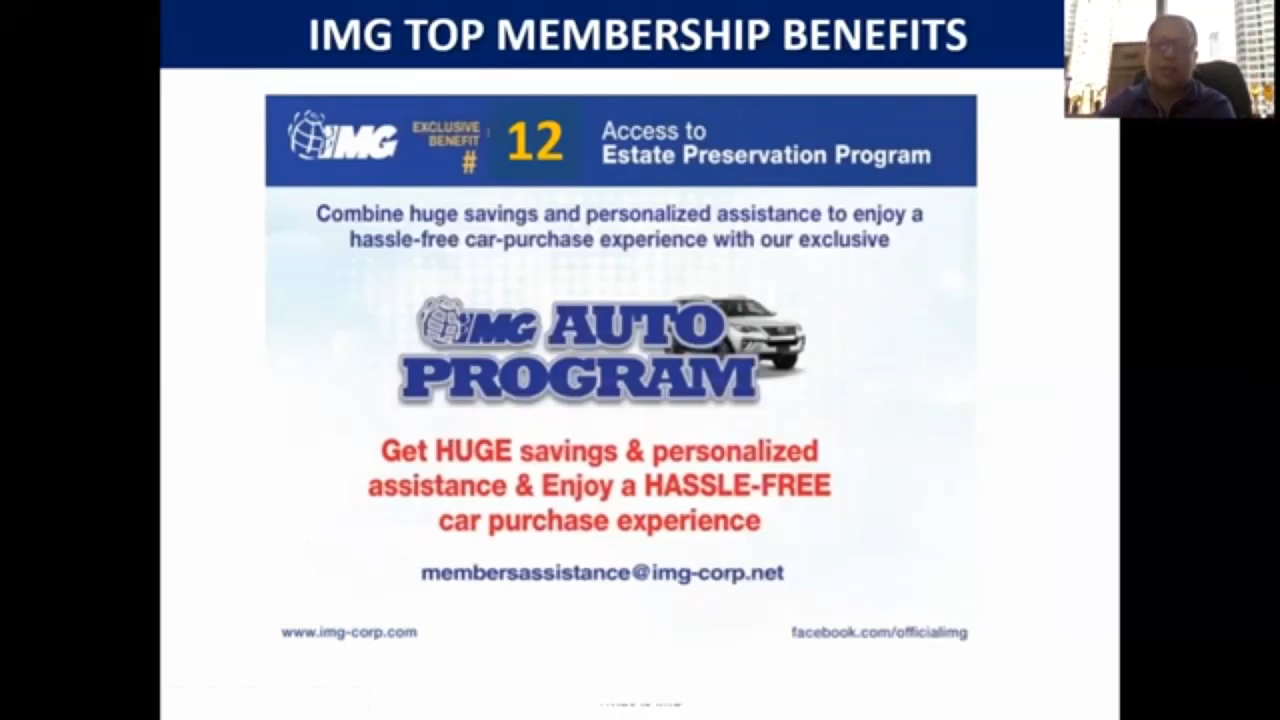 IMG TOP MEMBERSHIP BENEFITS
IMG
EXCLUSIVE
BENEFIT
#
12
Access to
Estate Preservation Program
Combine huge savings and personalized assistance to enjoy a
hassle-free car-purchase experience with our exclusive
IMG AUTO
PROGRAM
Get HUGE savings & personalized
assistance & Enjoy a HASSLE-FREE
car purchase experience
membersassistance@img-corp.net
www.img-corp.com
facebook.com/officialimg